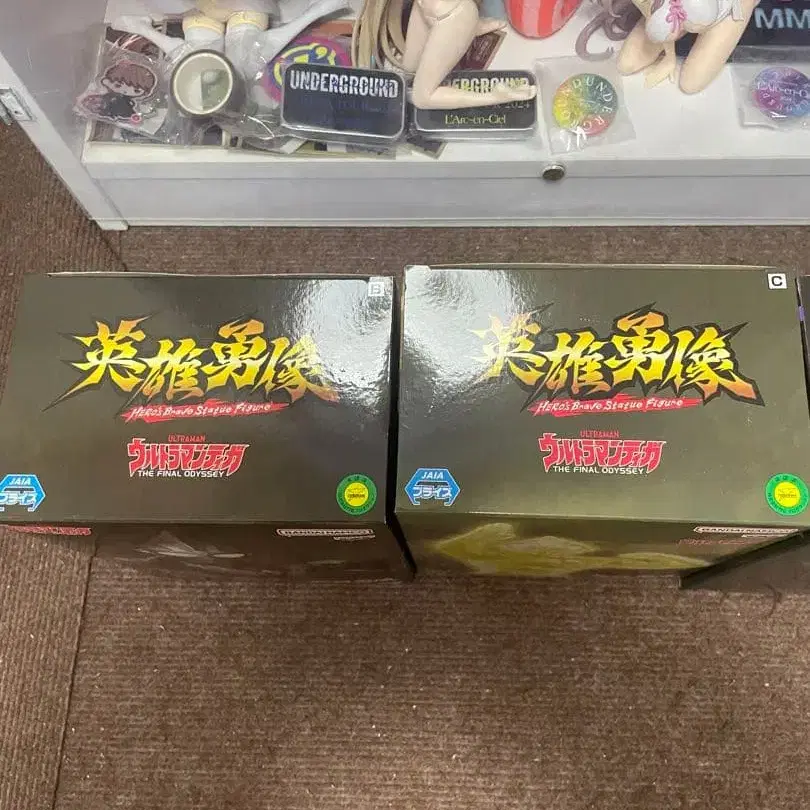 UNDERGROUND
2024
L'Arc-en-Ciel
MM
B
英雄勇像
HERO's Brave Statue Figure
ULTRAMAN
ウルトラマンティガ
THE FINAL ODYSSEY
JAIA
プライズ
BANDAI NAMCO
C
英雄勇像
HERO's Brave Statue Figure
ULTRAMAN
ウルトラマンティガ
THE FINAL ODYSSEY
JAIA
プライズ
BANDAI NAMCO